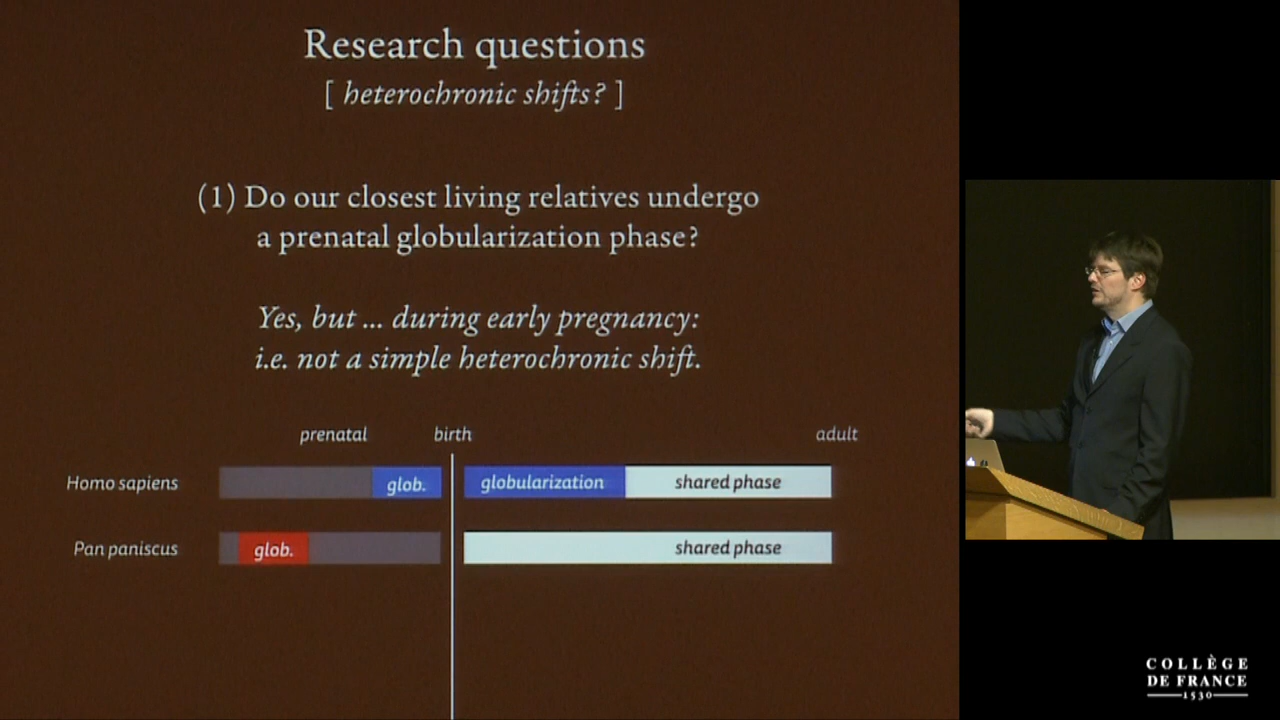 Research questions
[ heterochronic shifts? ]
(1) Do our closest living relatives undergo
a prenatal globularization phase?
Yes, but ... during early pregnancy:
i.e. not a simple heterochronic shift.
prenatal birth adult
Homo sapiens glob. globularization shared phase
Pan paniscus glob. shared phase
COLLÈGE
DE FRANCE
1530